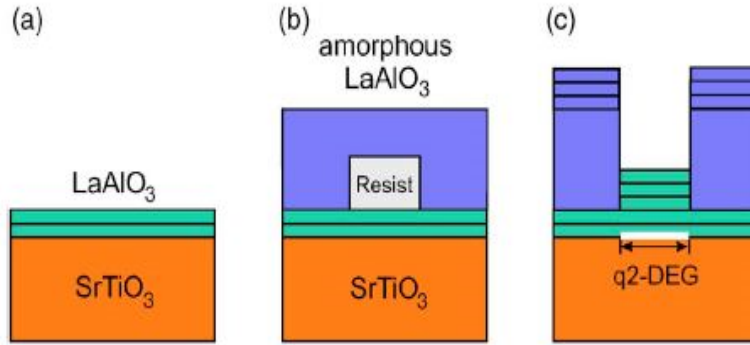 (a)
LaAlO₃
SrTiO₃
(b)
amorphous
LaAlO₃
Resist
SrTiO₃
(c)
q2-DEG